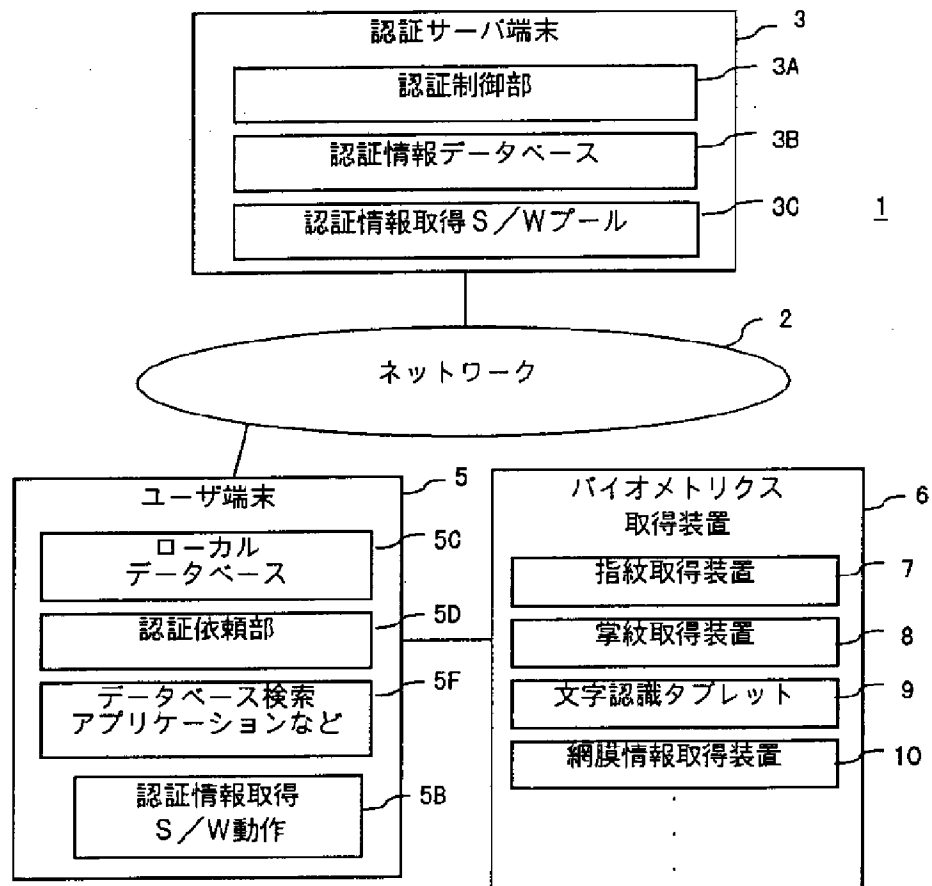 認証サーバ端末
3
認証制御部
3A
認証情報データベース
3B
認証情報取得S/Wプール
3C
1
2
ネットワーク
ユーザ端末
5
ローカル
データベース
5C
認証依頼部
5D
データベース検索
アプリケーションなど
5F
認証情報取得
S/W動作
5B
バイオメトリクス
取得装置
6
指紋取得装置
7
掌紋取得装置
8
文字認識タブレット
9
網膜情報取得装置
10